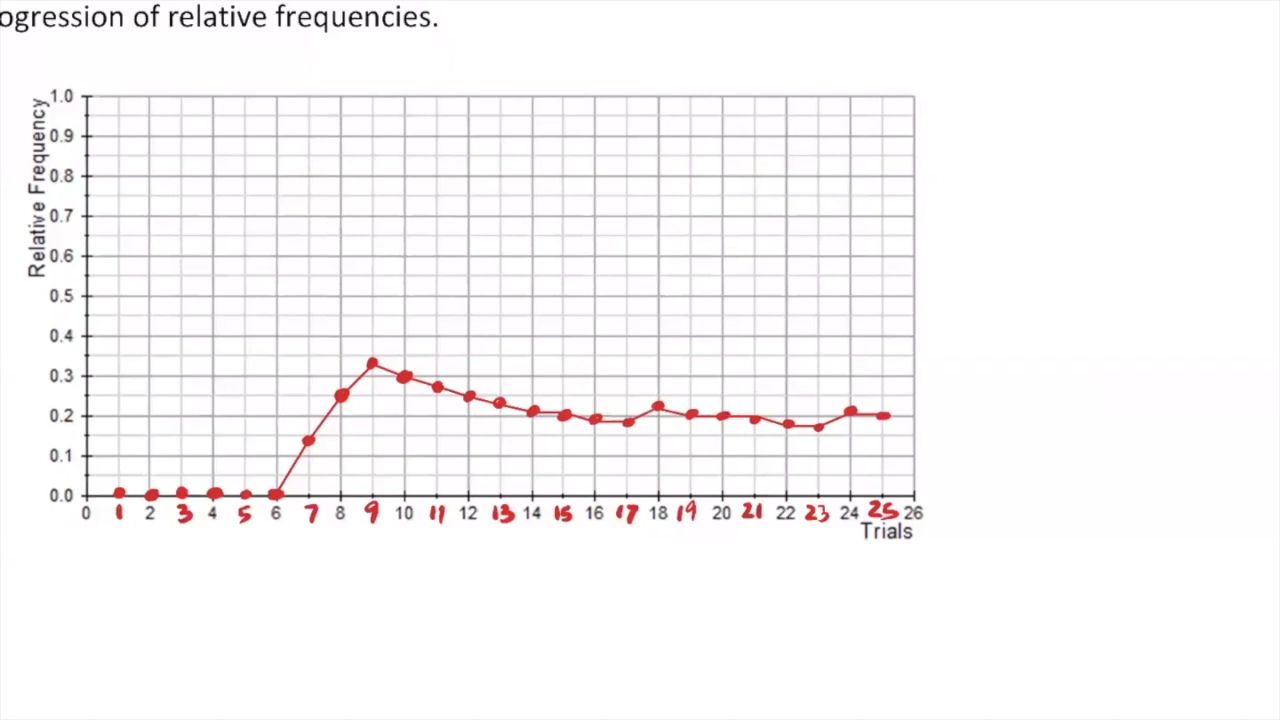 ogression of relative frequencies.
Relative Frequency
1.0
0.9
0.8
0.7
0.6
0.5
0.4
0.3
0.2
0.1
0.0
0 1 2 3 4 5 6 7 8 9 10 11 12 13 14 15 16 17 18 19 20 21 22 23 24 25 26
Trials